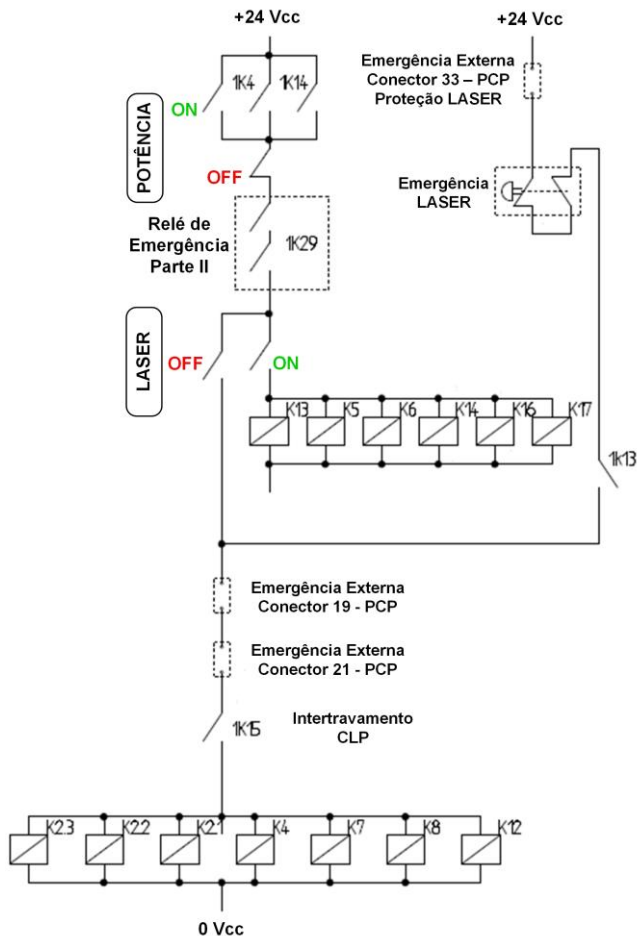 +24 Vcc
+24 Vcc
Emergência Externa
Conector 33 – PCP
Proteção LASER
1K4
1K14
ON
POTÊNCIA
OFF
Emergência
LASER
Relé de
Emergência
Parte II
1K29
LASER
OFF
ON
K13
K5
K6
K14
K16
K17
1k13
Emergência Externa
Conector 19 - PCP
Emergência Externa
Conector 21 - PCP
1K15
Intertravamento
CLP
K2.3
K2.2
K2.1
K4
K7
K8
K12
0 Vcc